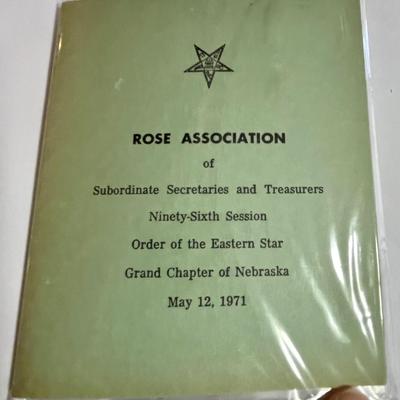 ROSE ASSOCIATION
of
Subordinate Secretaries and Treasurers
Ninety-Sixth Session
Order of the Eastern Star
Grand Chapter of Nebraska
May 12, 1971